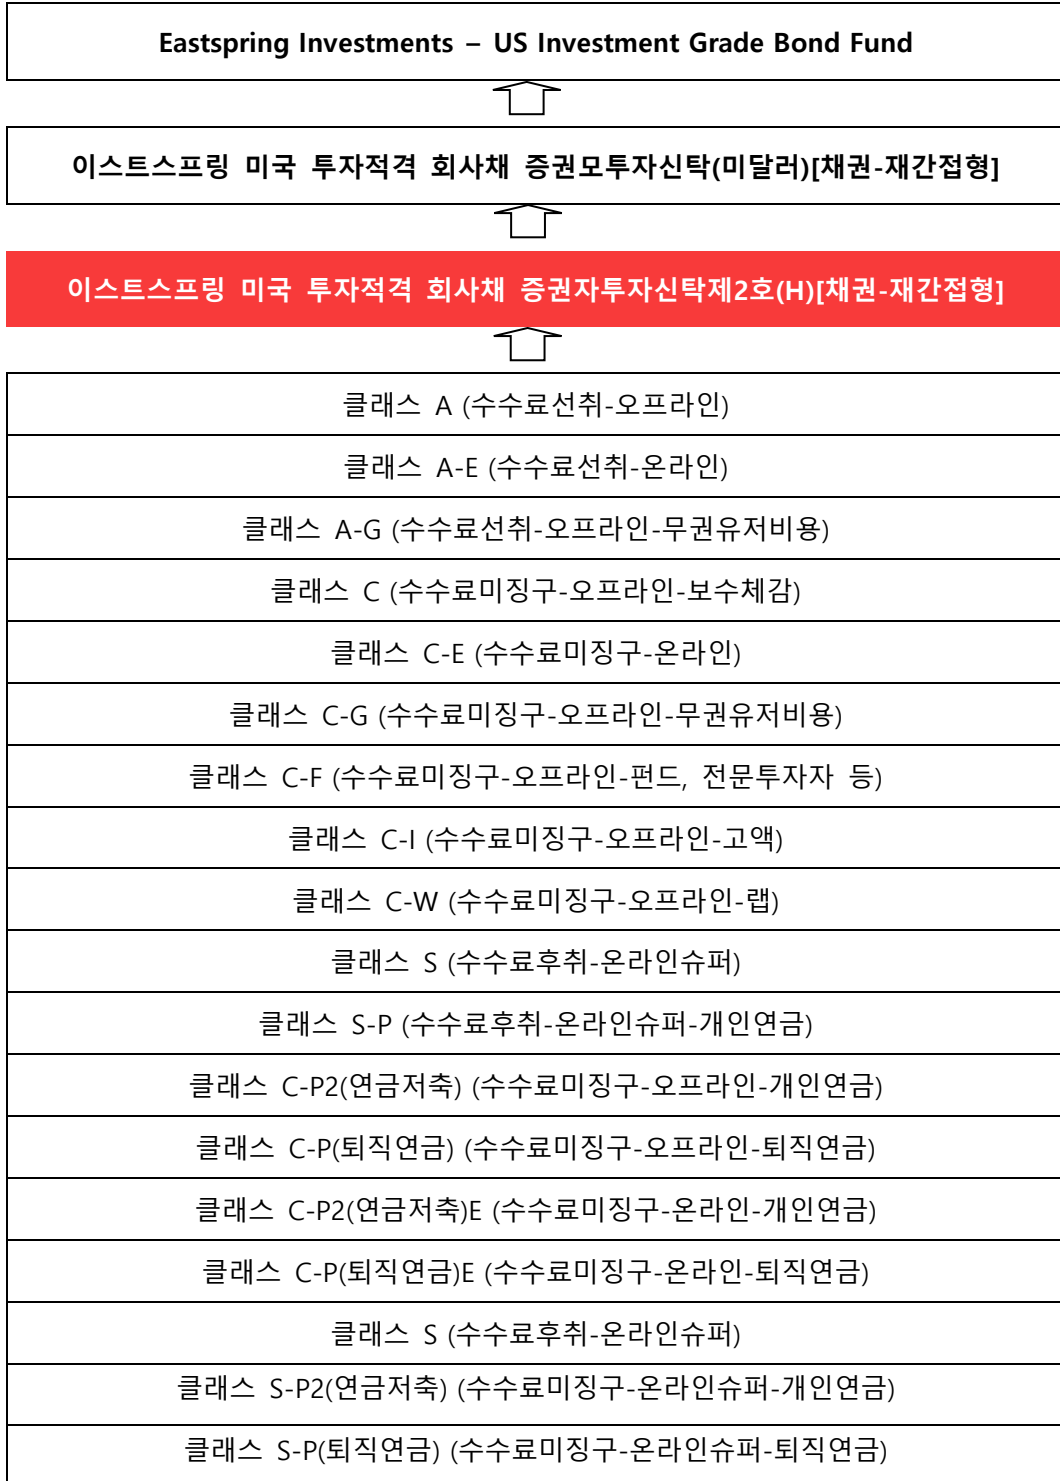 Eastspring Investments – US Investment Grade Bond Fund
이스트스프링 미국 투자적격 회사채 증권모투자신탁(미달러)[채권-재간접형]
이스트스프링 미국 투자적격 회사채 증권자투자신탁제2호(H)[채권-재간접형]
클래스 A (수수료선취-오프라인)
클래스 A-E (수수료선취-온라인)
클래스 A-G (수수료선취-오프라인-무권유저비용)
클래스 C (수수료미징구-오프라인-보수체감)
클래스 C-E (수수료미징구-온라인)
클래스 C-G (수수료미징구-오프라인-무권유저비용)
클래스 C-F (수수료미징구-오프라인-펀드, 전문투자자 등)
클래스 C-I (수수료미징구-오프라인-고액)
클래스 C-W (수수료미징구-오프라인-랩)
클래스 S (수수료후취-온라인슈퍼)
클래스 S-P (수수료후취-온라인슈퍼-개인연금)
클래스 C-P2(연금저축) (수수료미징구-오프라인-개인연금)
클래스 C-P(퇴직연금) (수수료미징구-오프라인-퇴직연금)
클래스 C-P2(연금저축)E (수수료미징구-온라인-개인연금)
클래스 C-P(퇴직연금)E (수수료미징구-온라인-퇴직연금)
클래스 S (수수료후취-온라인슈퍼)
클래스 S-P2(연금저축) (수수료미징구-온라인슈퍼-개인연금)
클래스 S-P(퇴직연금) (수수료미징구-온라인슈퍼-퇴직연금)